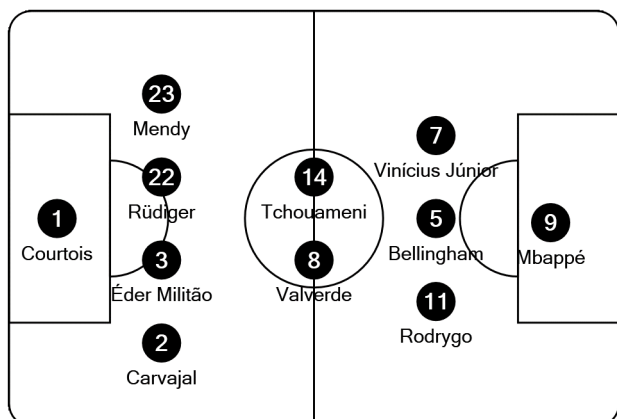 23
Mendy
7
Vinícius Júnior
22
Rüdiger
14
Tchouameni
1
Courtois
5
Bellingham
9
Mbappé
3
Éder Militão
8
Valverde
11
Rodrygo
2
Carvajal